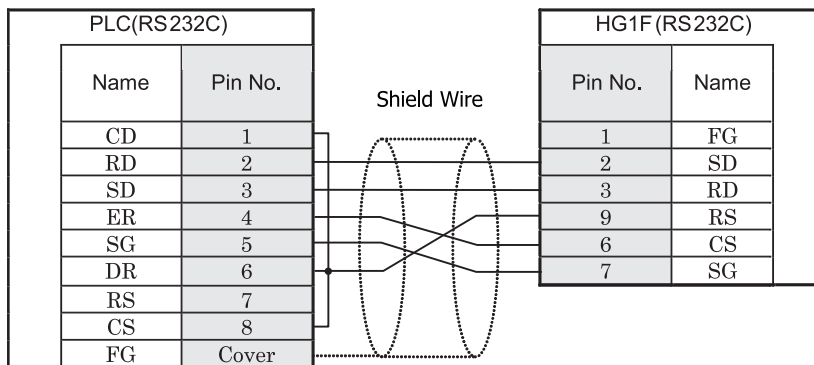 PLC(RS232C)
Name Pin No.
CD 1
RD 2
SD 3
ER 4
SG 5
DR 6
RS 7
CS 8
FG Cover
Shield Wire
HG1F(RS232C)
Pin No. Name
1 FG
2 SD
3 RD
9 RS
6 CS
7 SG